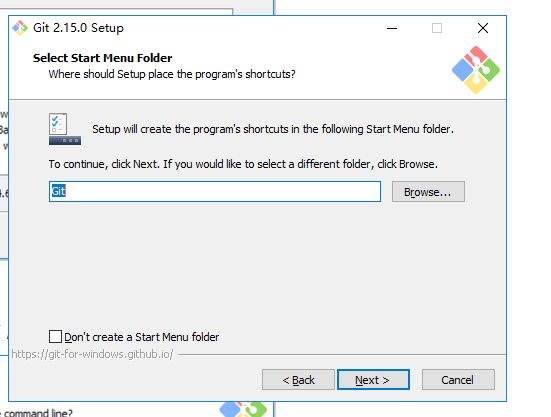 Git 2.15.0 Setup
Select Start Menu Folder
Where should Setup place the program's shortcuts?
Setup will create the program's shortcuts in the following Start Menu folder.
To continue, click Next. If you would like to select a different folder, click Browse.
Git
Browse...
Don't create a Start Menu folder
https://git-for-windows.github.io/
< Back
Next >
Cancel
command line?